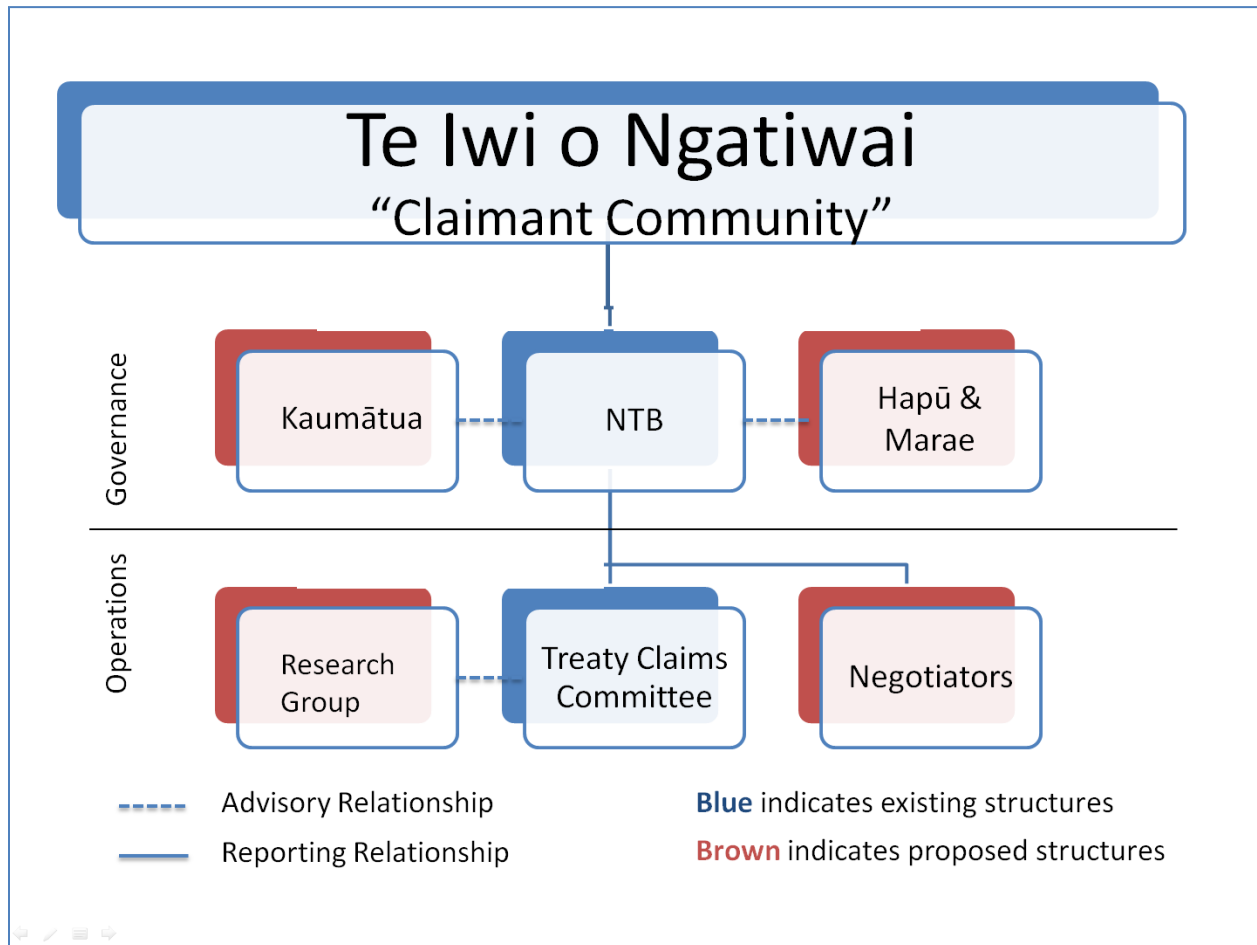 Te Iwi o Ngatiwai
“Claimant Community”
Governance
Kaumātua
NTB
Hapū &
Marae
Operations
Research
Group
Treaty Claims
Committee
Negotiators
Advisory Relationship
Reporting Relationship
Blue indicates existing structures
Brown indicates proposed structures